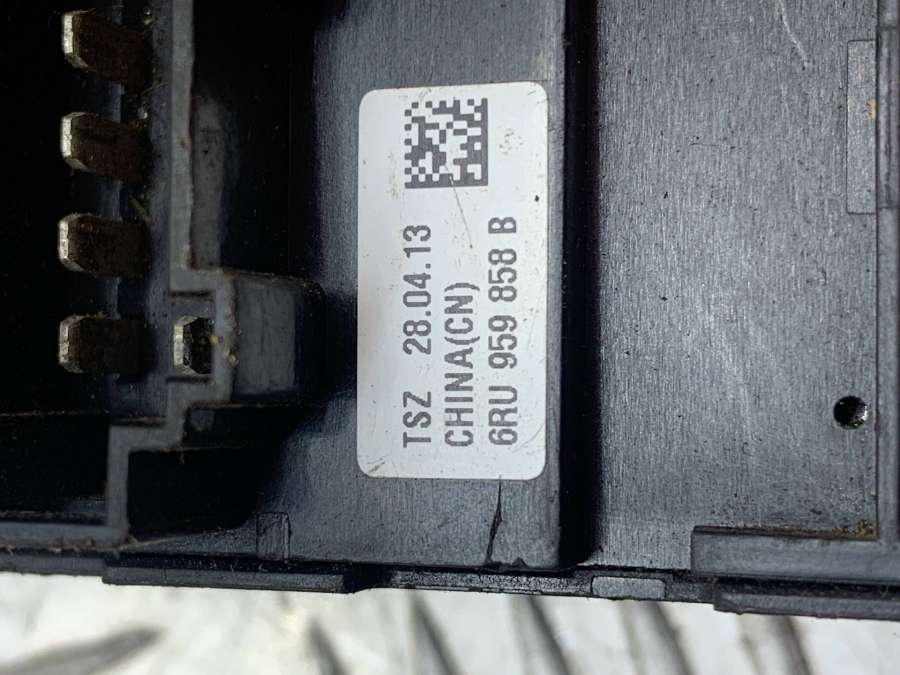 TSZ 28.04.13
CHINA(CN)
6RU 959 858 B